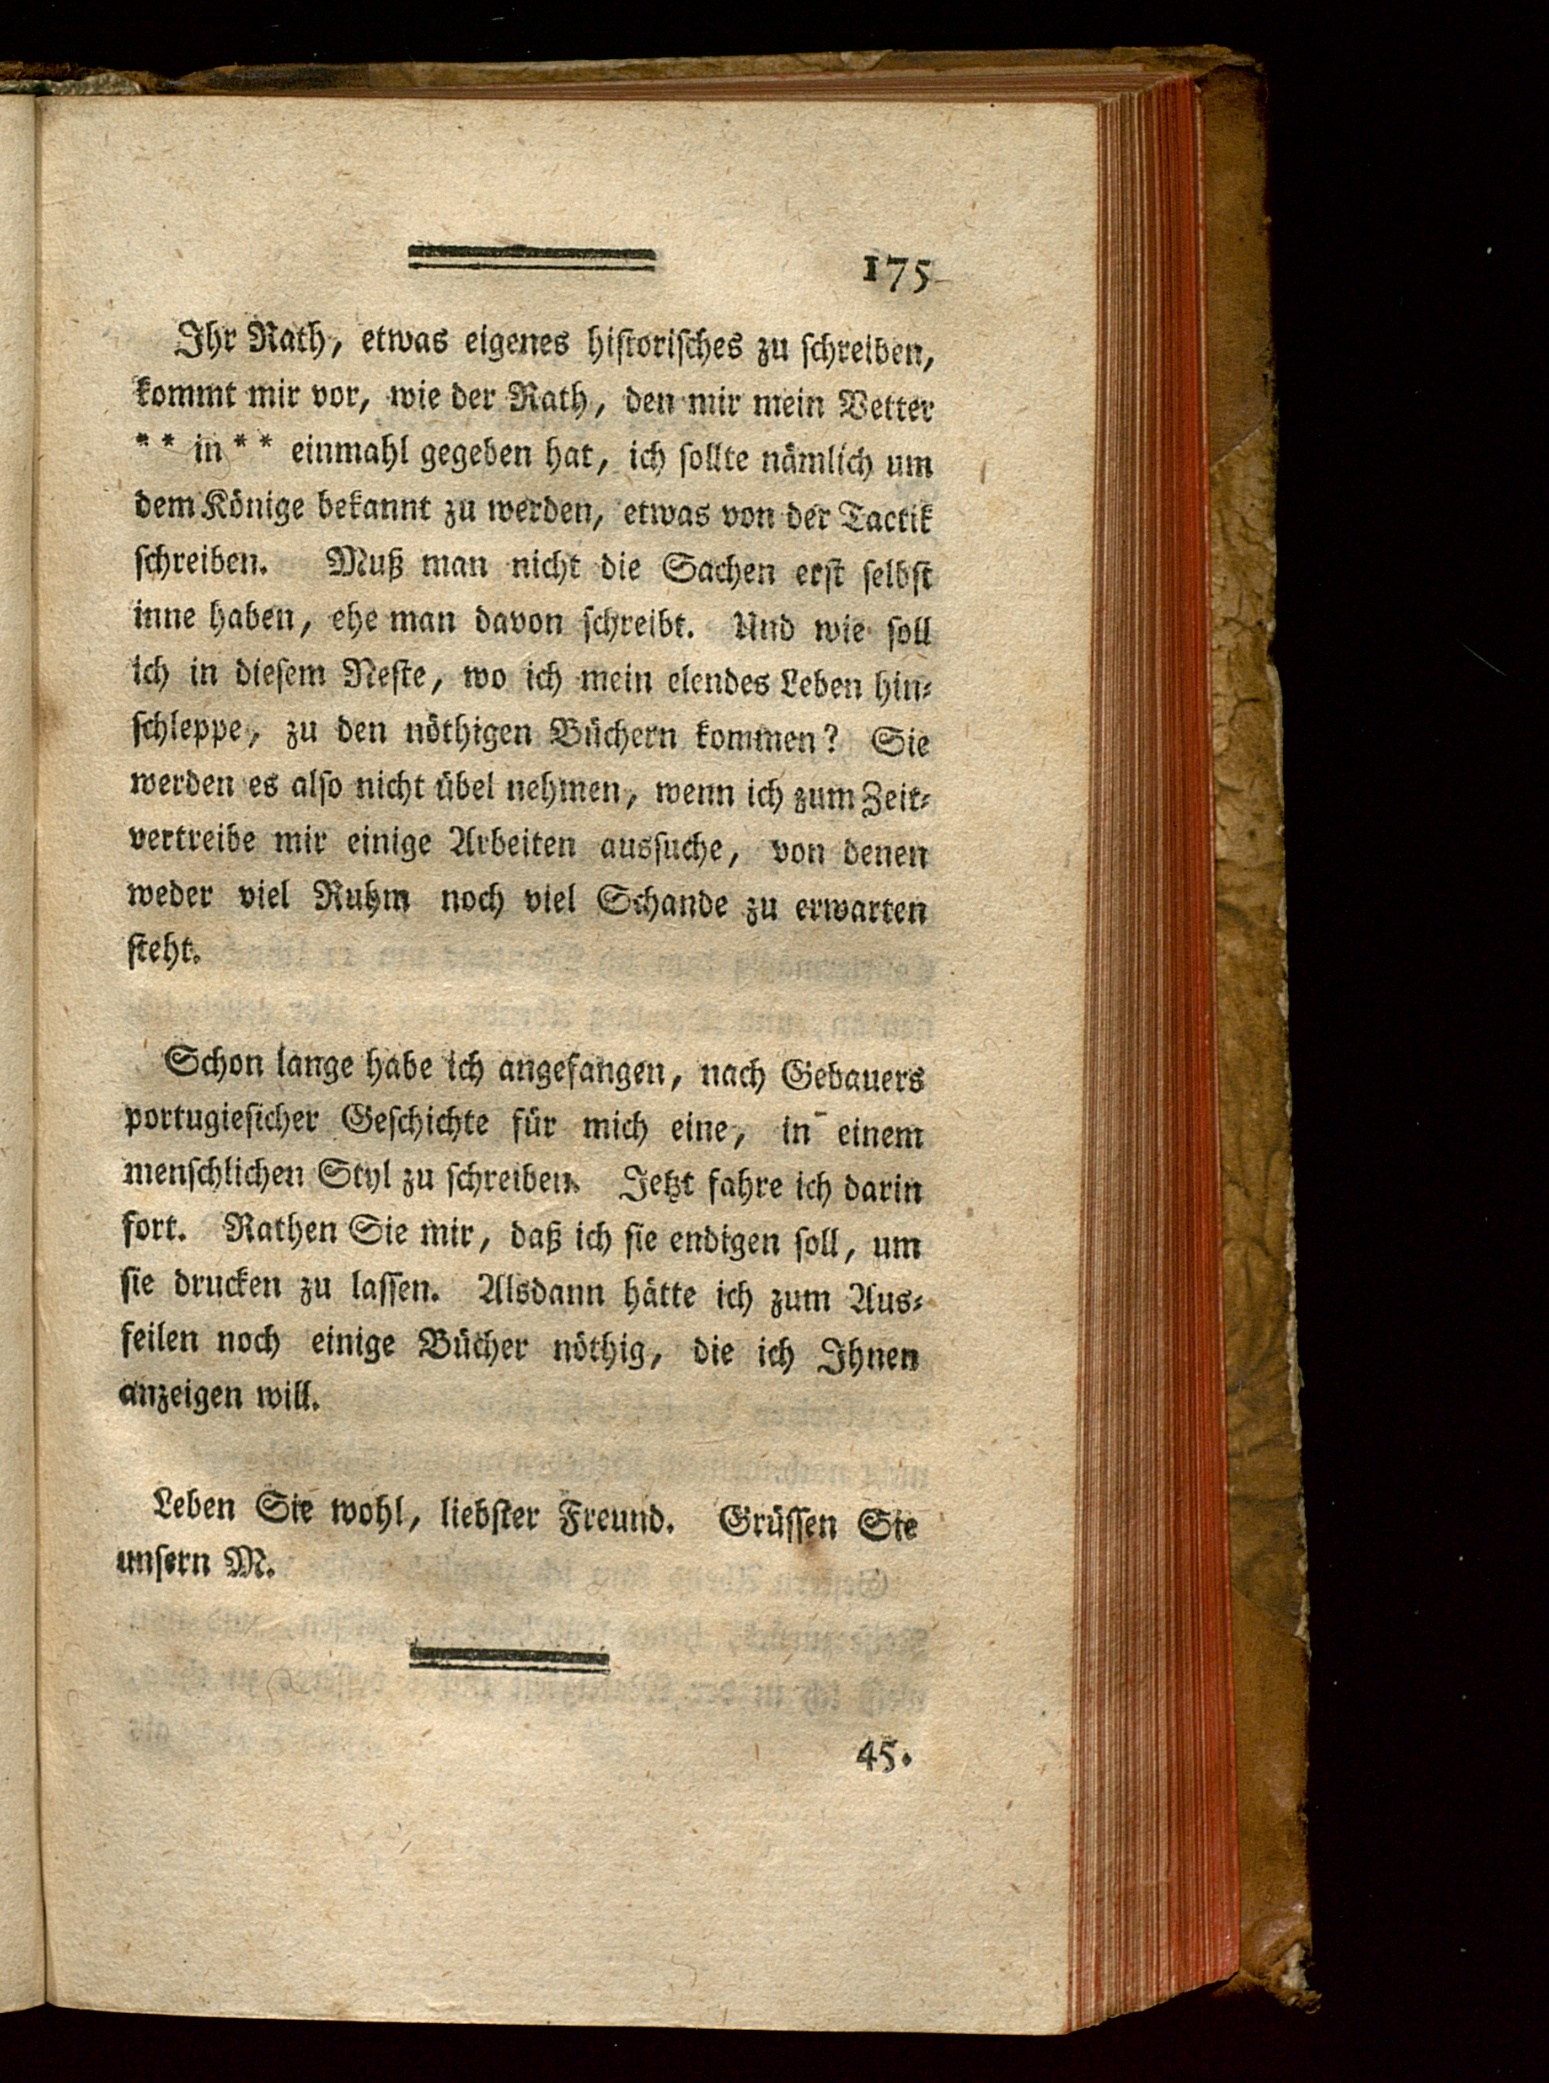 175
Ihr Rath, etwas eigenes historisches zu schreiben,
kommt mir vor, wie der Rath, den mir mein Vetter
** in ** einmahl gegeben hat, ich sollte nämlich um
dem Könige bekannt zu werden, etwas von der Tactik
schreiben. Muß man nicht die Sachen erst selbst
inne haben, ehe man davon schreibt. Und wie soll
ich in diesem Neste, wo ich mein elendes Leben hin-
schleppe, zu den nöthigen Büchern kommen? Sie
werden es also nicht übel nehmen, wenn ich zum Zeit-
vertreibe mir einige Arbeiten aussuche, von denen
weder viel Ruhm noch viel Schande zu erwarten
steht.
Schon lange habe ich angefangen, nach Gebauers
portugiesicher Geschichte für mich eine, in einem
menschlichen Styl zu schreiben. Jetzt fahre ich darin
fort. Rathen Sie mir, daß ich sie endigen soll, um
sie drucken zu lassen. Alsdann hätte ich zum Aus-
feilen noch einige Bücher nöthig, die ich Ihnen
anzeigen will.
Leben Sie wohl, liebster Freund. Grüssen Sie
unsern M.
45.